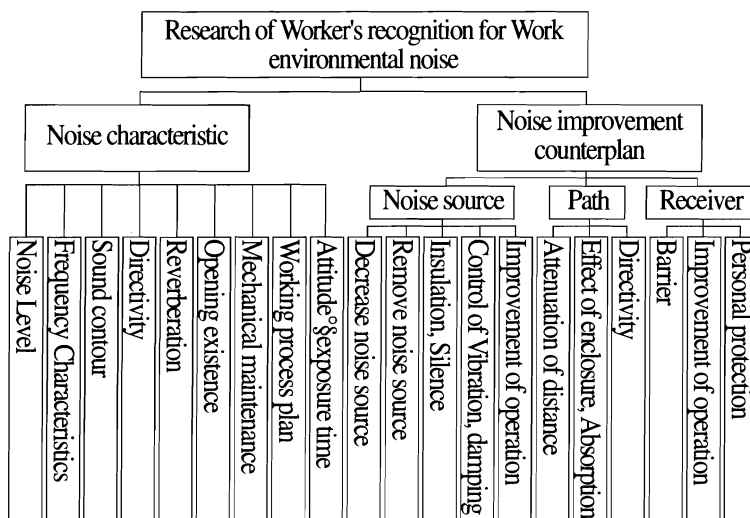 Research of Worker's recognition for Work
environmental noise
Noise characteristic
Noise improvement
counterplan
Noise source
Path
Receiver
Noise Level
Frequency Characteristics
Sound contour
Directivity
Reverberation
Opening existence
Mechanical maintenance
Working process plan
Attitude°§exposure time
Decrease noise source
Remove noise source
Insulation, Silence
Control of Vibration, damping
Improvement of operation
Attenuation of distance
Effect of enclosure, Absorption
Directivity
Barrier
Improvement of operation
Personal protection